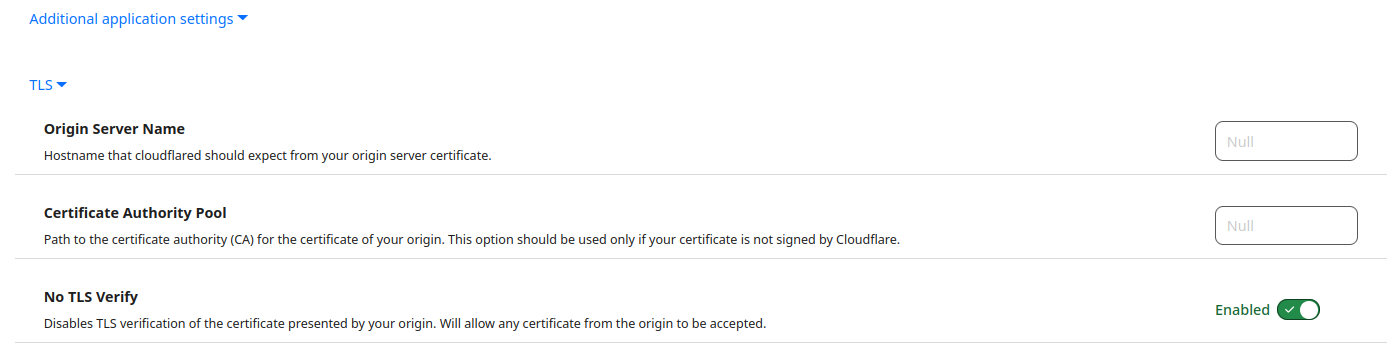 Additional application settings
TLS
Origin Server Name
Null
Hostname that cloudflared should expect from your origin server certificate.
Certificate Authority Pool
Null
Path to the certificate authority (CA) for the certificate of your origin. This option should be used only if your certificate is not signed by Cloudflare.
No TLS Verify
Enabled
Disables TLS verification of the certificate presented by your origin. Will allow any certificate from the origin to be accepted.